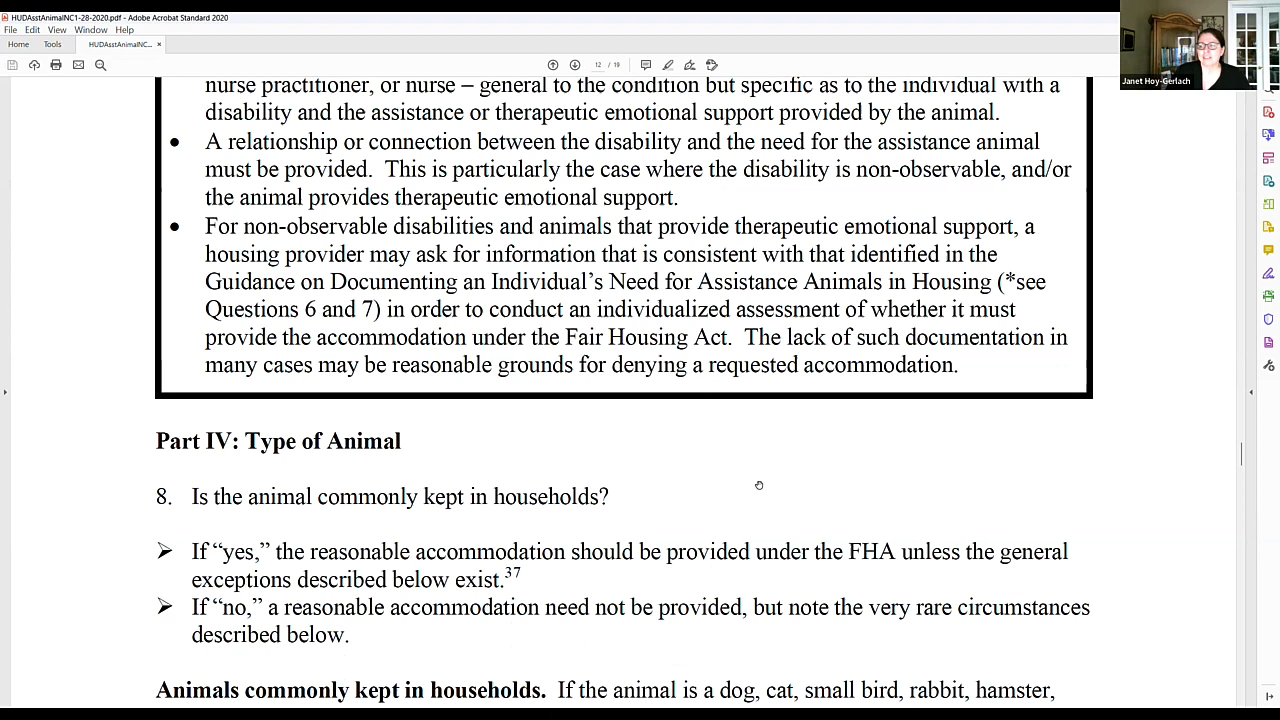 HUDAsstAnimalNC1-28-2020.pdf - Adobe Acrobat Standard 2020
File Edit View Window Help
Home Tools HUDAsstAnimalNC... ×
12 / 19
Janet Hoy-Gerlach
nurse practitioner, or nurse – general to the condition but specific as to the individual with a
disability and the assistance or therapeutic emotional support provided by the animal.
• A relationship or connection between the disability and the need for the assistance animal
must be provided. This is particularly the case where the disability is non-observable, and/or
the animal provides therapeutic emotional support.
• For non-observable disabilities and animals that provide therapeutic emotional support, a
housing provider may ask for information that is consistent with that identified in the
Guidance on Documenting an Individual’s Need for Assistance Animals in Housing (*see
Questions 6 and 7) in order to conduct an individualized assessment of whether it must
provide the accommodation under the Fair Housing Act. The lack of such documentation in
many cases may be reasonable grounds for denying a requested accommodation.
Part IV: Type of Animal
8. Is the animal commonly kept in households?
➢ If “yes,” the reasonable accommodation should be provided under the FHA unless the general
exceptions described below exist.37
➢ If “no,” a reasonable accommodation need not be provided, but note the very rare circumstances
described below.
Animals commonly kept in households. If the animal is a dog, cat, small bird, rabbit, hamster,